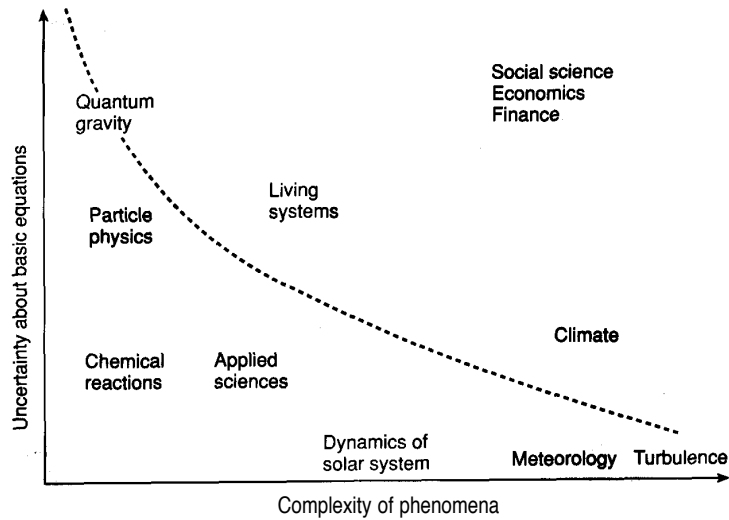 Uncertainty about basic equations
Social science
Economics
Finance
Quantum
gravity
Living
systems
Particle
physics
Climate
Chemical
reactions
Applied
sciences
Dynamics of
solar system
Meteorology
Turbulence
Complexity of phenomena